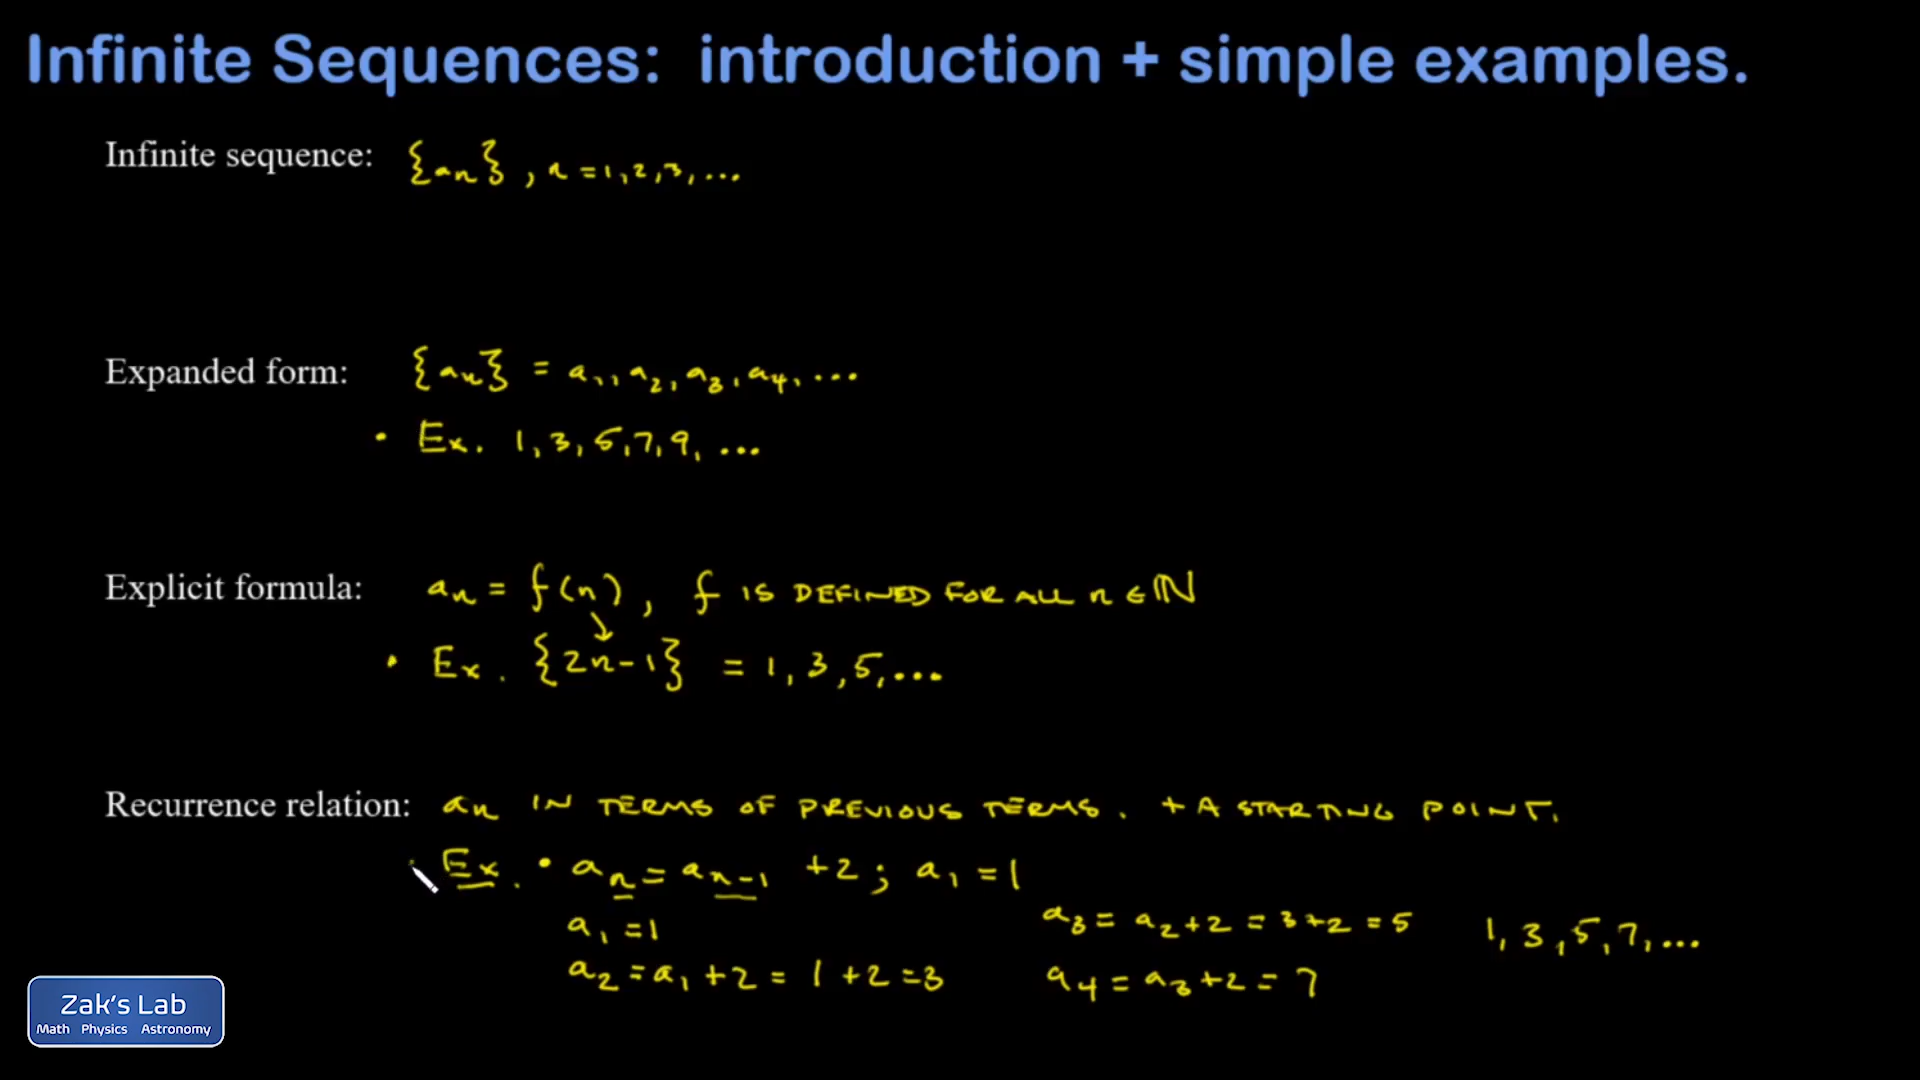 Infinite Sequences: introduction + simple examples.
Infinite sequence: {aₙ}, n = 1, 2, 3, ...
Expanded form: {aₙ} = a₁, a₂, a₃, a₄, ...
• Ex. 1, 3, 5, 7, 9, ...
Explicit formula: aₙ = f(n), f IS DEFINED FOR ALL n ∈ ℕ
↓
• Ex. {2n-1} = 1, 3, 5, ...
Recurrence relation: aₙ IN TERMS OF PREVIOUS TERMS. + A STARTING POINT.
Ex. • aₙ = aₙ₋₁ +2; a₁ = 1
a₁ = 1
a₂ = a₁ + 2 = 1 + 2 = 3
a₃ = a₂ + 2 = 3 + 2 = 5
a₄ = a₃ + 2 = 7
1, 3, 5, 7, ...
Zak's Lab
Math Physics Astronomy